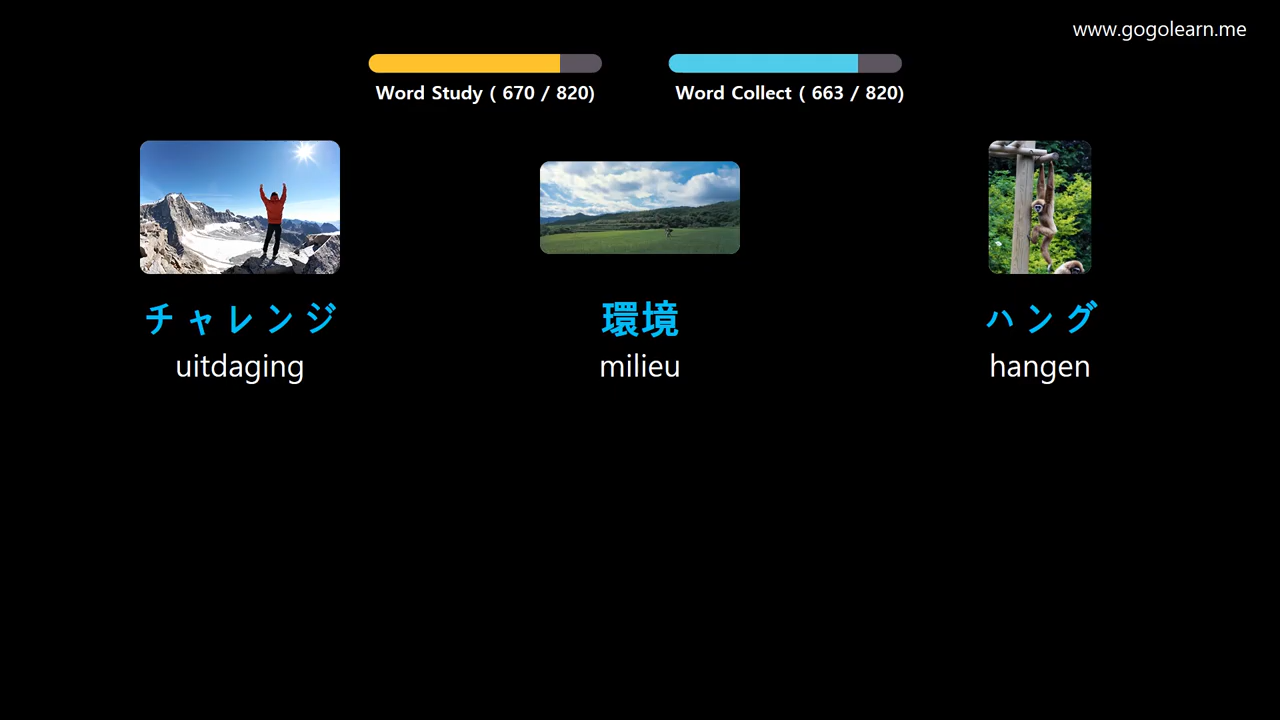 www.gogolearn.me
Word Study ( 670 / 820)
Word Collect ( 663 / 820)
チャレンジ
uitdaging
環境
milieu
ハング
hangen